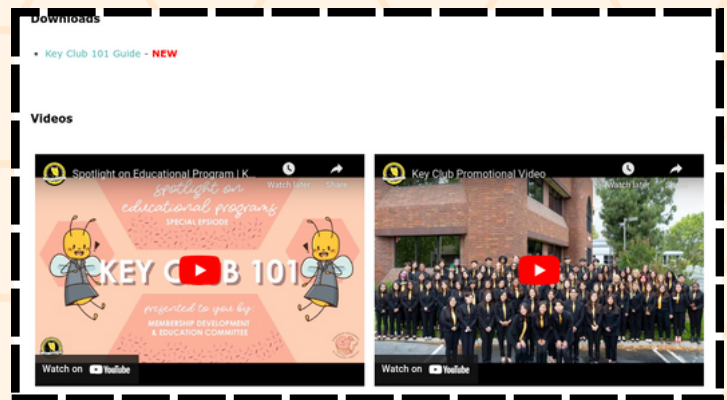 Downloads
Key Club 101 Guide - NEW
Videos
Spotlight on Educational Program | K...
Watch later
Share
spotlight on
educational programs
SPECIAL EPSIODE
KEY C B 101
presented to you by:
MEMBERSHIP DEVELOPMENT
& EDUCATION COMMITTEE
Watch on YouTube
Key Club Promotional Video
Watch later
Share
Watch on YouTube